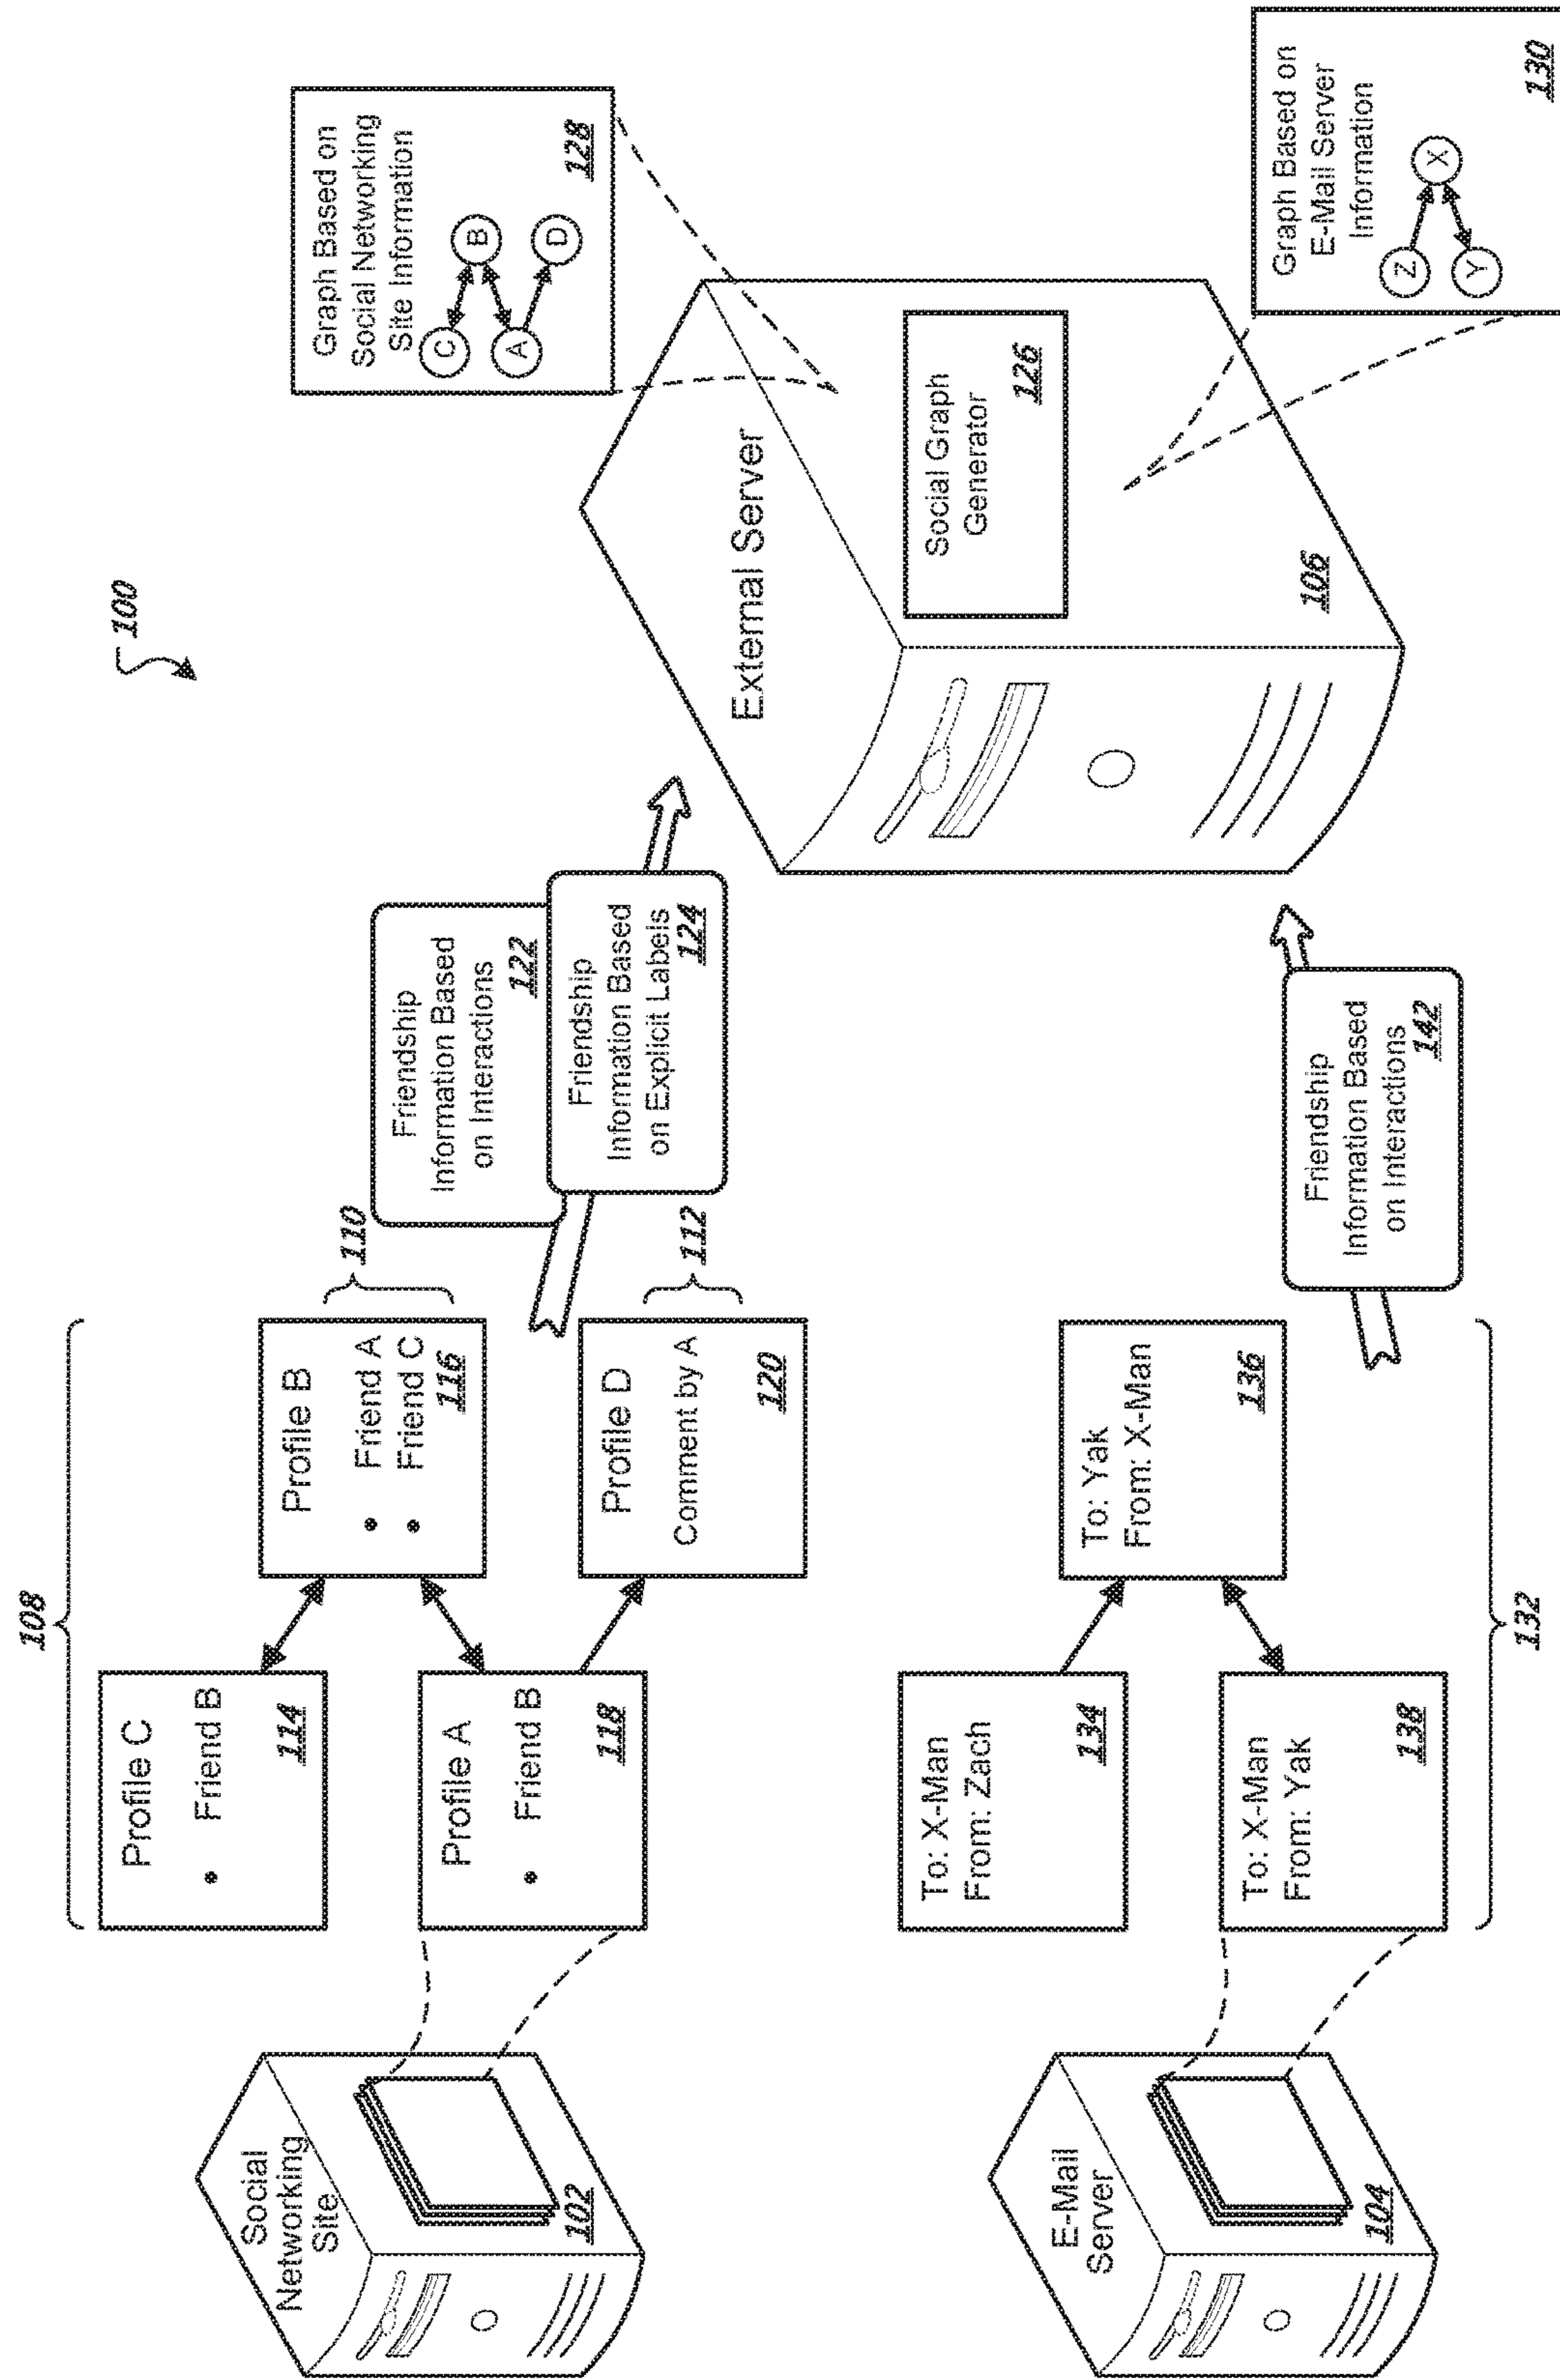 100
108
Social
Networking
Site
102
Profile C
• Friend B
114
Profile B
• Friend A
• Friend C
116
110
Profile A
• Friend B
118
Profile D
Comment by A
120
112
Friendship
Information Based
on Interactions
122
Friendship
Information Based
on Explicit Labels
124
External Server
Social Graph
Generator
126
106
Graph Based on
Social Networking
Site Information
C
B
A
D
128
E-Mail
Server
104
To: X-Man
From: Zach
134
To: Yak
From: X-Man
136
To: X-Man
From: Yak
138
132
Friendship
Information Based
on Interactions
142
Graph Based on
E-Mail Server
Information
Z
X
Y
130